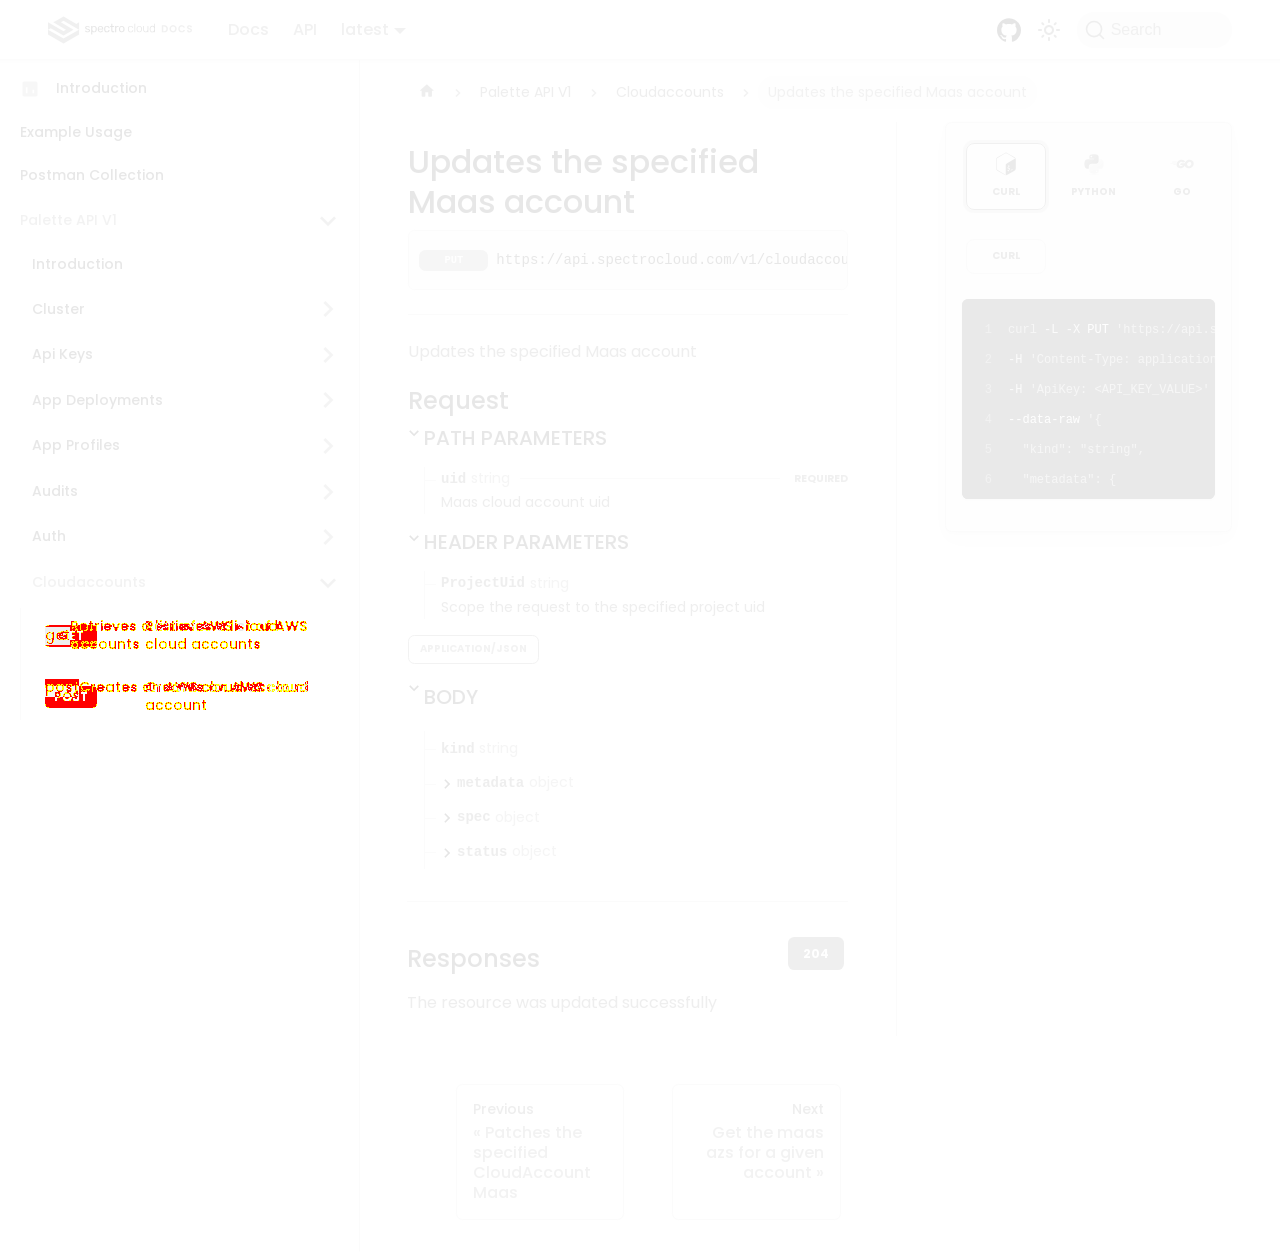 spectro cloud DOCS
Docs
API
latest
Search
Introduction
Example Usage
Postman Collection
Palette API V1
Introduction
Cluster
Api Keys
App Deployments
App Profiles
Audits
Auth
Cloudaccounts
get
GET
cloud accounts
POST
account
Palette API V1
Cloudaccounts
Updates the specified Maas account
Updates the specified
Maas account
PUT https://api.spectrocloud.com/v1/cloudaccou
Updates the specified Maas account
Request
PATH PARAMETERS
uid string REQUIRED
Maas cloud account uid
HEADER PARAMETERS
ProjectUid string
Scope the request to the specified project uid
APPLICATION/JSON
BODY
kind string
metadata object
spec object
status object
Responses
204
The resource was updated successfully
Previous
« Patches the
specified
CloudAccount
Maas
Next
Get the maas
azs for a given
account »
CURL
PYTHON
GO
CURL
1 curl -L -X PUT 'https://api.s
2 -H 'Content-Type: application
3 -H 'ApiKey: <API_KEY_VALUE>'
4 --data-raw '{
5 "kind": "string",
6 "metadata": {